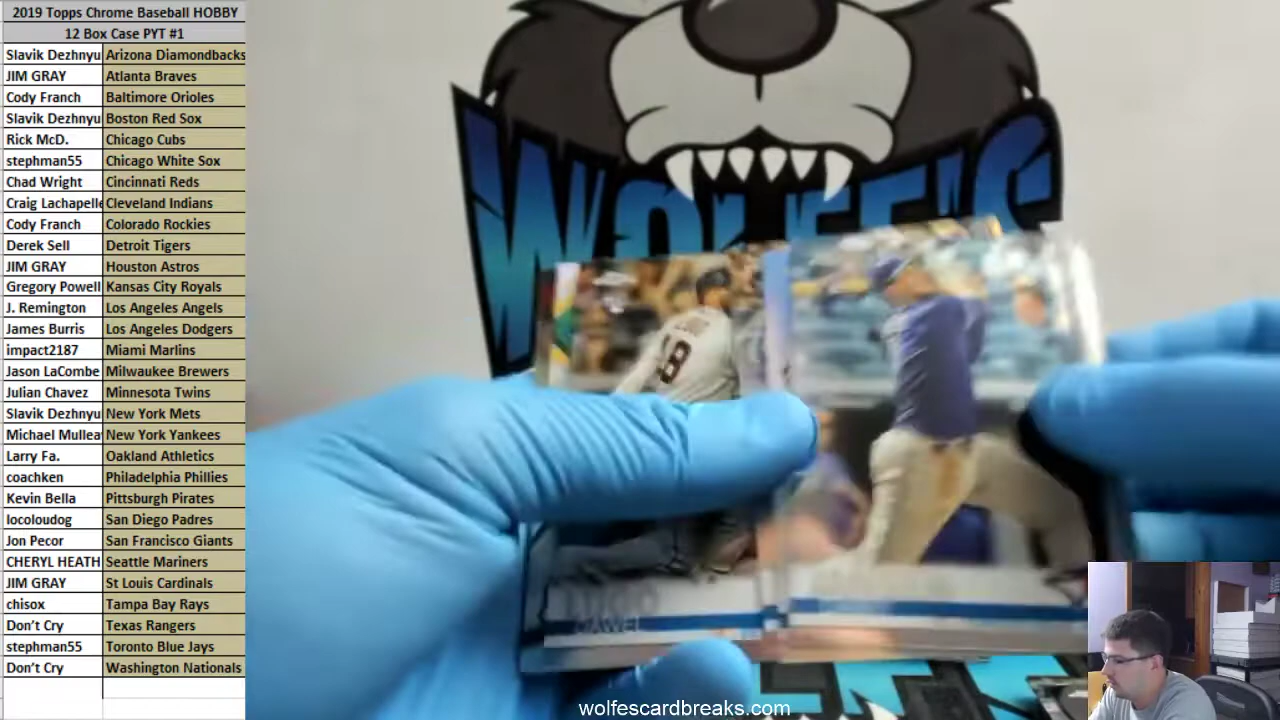 2019 Topps Chrome Baseball HOBBY
12 Box Case PYT #1
Slavik Dezhnyu Arizona Diamondbacks
JIM GRAY Atlanta Braves
Cody Franch Baltimore Orioles
Slavik Dezhnyu Boston Red Sox
Rick McD. Chicago Cubs
stephman55 Chicago White Sox
Chad Wright Cincinnati Reds
Craig Lachapelle Cleveland Indians
Cody Franch Colorado Rockies
Derek Sell Detroit Tigers
JIM GRAY Houston Astros
Gregory Powell Kansas City Royals
J. Remington Los Angeles Angels
James Burris Los Angeles Dodgers
impact2187 Miami Marlins
Jason LaCombe Milwaukee Brewers
Julian Chavez Minnesota Twins
Slavik Dezhnyu New York Mets
Michael Mullea New York Yankees
Larry Fa. Oakland Athletics
coachken Philadelphia Phillies
Kevin Bella Pittsburgh Pirates
locoloudog San Diego Padres
Jon Pecor San Francisco Giants
CHERYL HEATH Seattle Mariners
JIM GRAY St Louis Cardinals
chisox Tampa Bay Rays
Don't Cry Texas Rangers
stephman55 Toronto Blue Jays
Don't Cry Washington Nationals
WOLFE'S
18
wolfescardbreaks.com